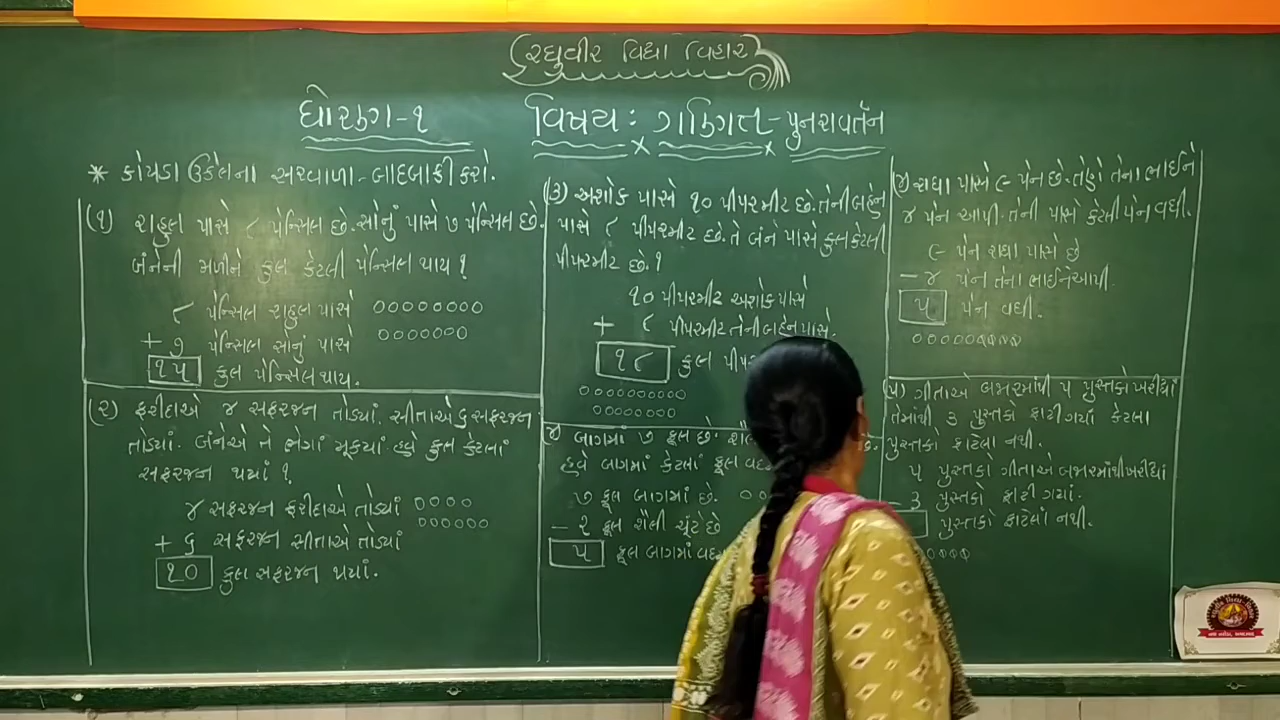 રઘુવીર વિદ્યા વિહાર
ધોરણ-૧
વિષય: ગણિત - પુનરાવર્તન
* કોયડા ઉકેલના સરવાળા - બાદબાકી કરો.
(૧) રાહુલ પાસે ૮ પેન્સિલ છે. સોનું પાસે ૭ પેન્સિલ છે.
બંનેની મળીને કુલ કેટલી પેન્સિલ થાય ?
૮ પેન્સિલ રાહુલ પાસે
+ ૭ પેન્સિલ સોનું પાસે
૧૫ કુલ પેન્સિલ થાય.
(૨) ફરીદાએ ૪ સફરજન તોડ્યાં. સીતાએ ૬ સફરજન
તોડ્યાં. બંનેએ તે ભેગાં મૂક્યાં. હવે કુલ કેટલાં
સફરજન થયાં ?
૪ સફરજન ફરીદાએ તોડ્યાં
+ ૬ સફરજન સીતાએ તોડ્યાં
૧૦ કુલ સફરજન થયાં.
(૩) અશોક પાસે ૧૦ પીપરમીટ છે. તેની બહેન
પાસે ૮ પીપરમીટ છે. તે બંને પાસે કુલ કેટલી
પીપરમીટ છે. ?
૧૦ પીપરમીટ અશોક પાસે
+ ૮ પીપરમીટ તેની બહેન પાસે.
૧૮ કુલ
૪ બાગમાં ૭ ફૂલ છે.
હવે બાગમાં કેટલાં ફૂલ
૭ ફૂલ બાગમાં છે.
- ૨ ફૂલ શૈલી ચૂંટે છે
૫ ફૂલ બાગમાં
(૪) રાધા પાસે ૯ પેન છે. તેણે તેના ભાઈને
૪ પેન આપી. તેની પાસે કેટલી પેન વધી.
૯ પેન રાધા પાસે છે
- ૪ પેન તેના ભાઈને આપી.
૫ પેન વધી.
(૫) ગીતાએ બજારમાંથી ૫ પુસ્તકો ખરીદ્યાં
તેમાંથી ૩ પુસ્તકો ફાટી ગયાં કેટલા
પુસ્તકો ફાટેલા નથી.
૫ પુસ્તકો ગીતાએ બજારમાંથી ખરીદ્યાં
- ૩ પુસ્તકો ફાટી ગયાં.
પુસ્તકો ફાટેલાં નથી.